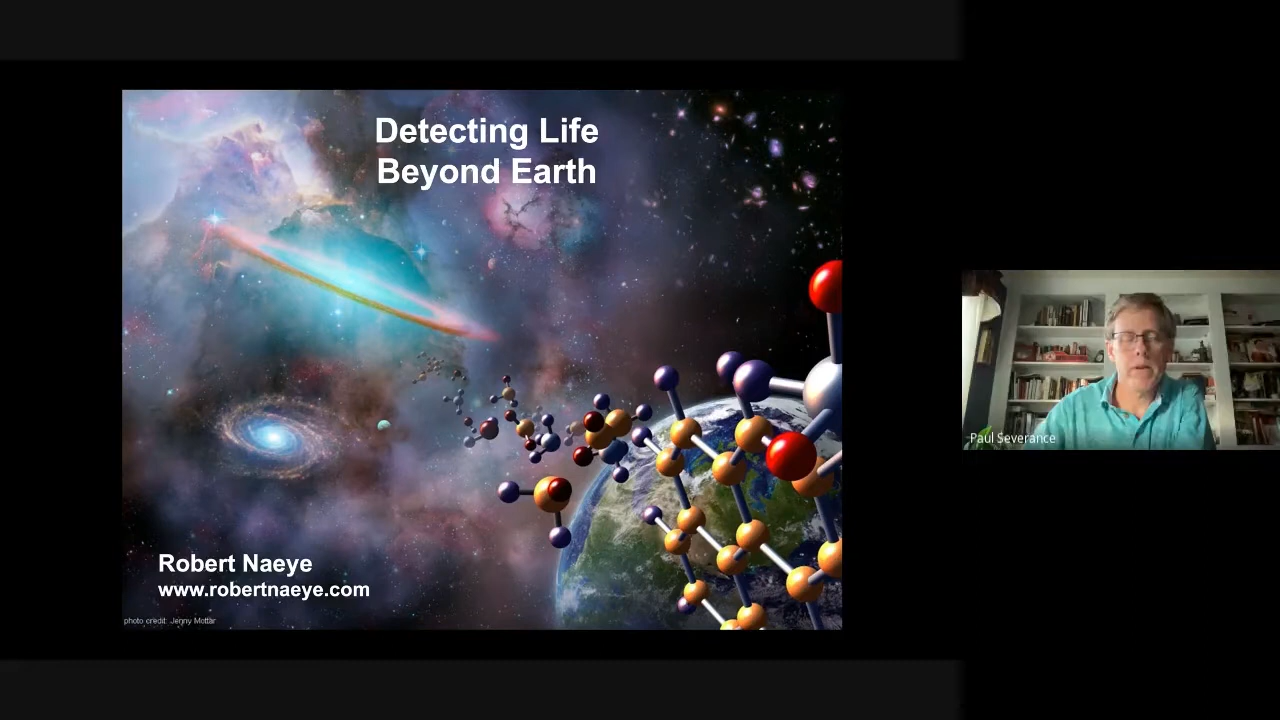 Detecting Life
Beyond Earth
Robert Naeye
www.robertnaeye.com
photo credit: Jenny Mottar
Paul Severance